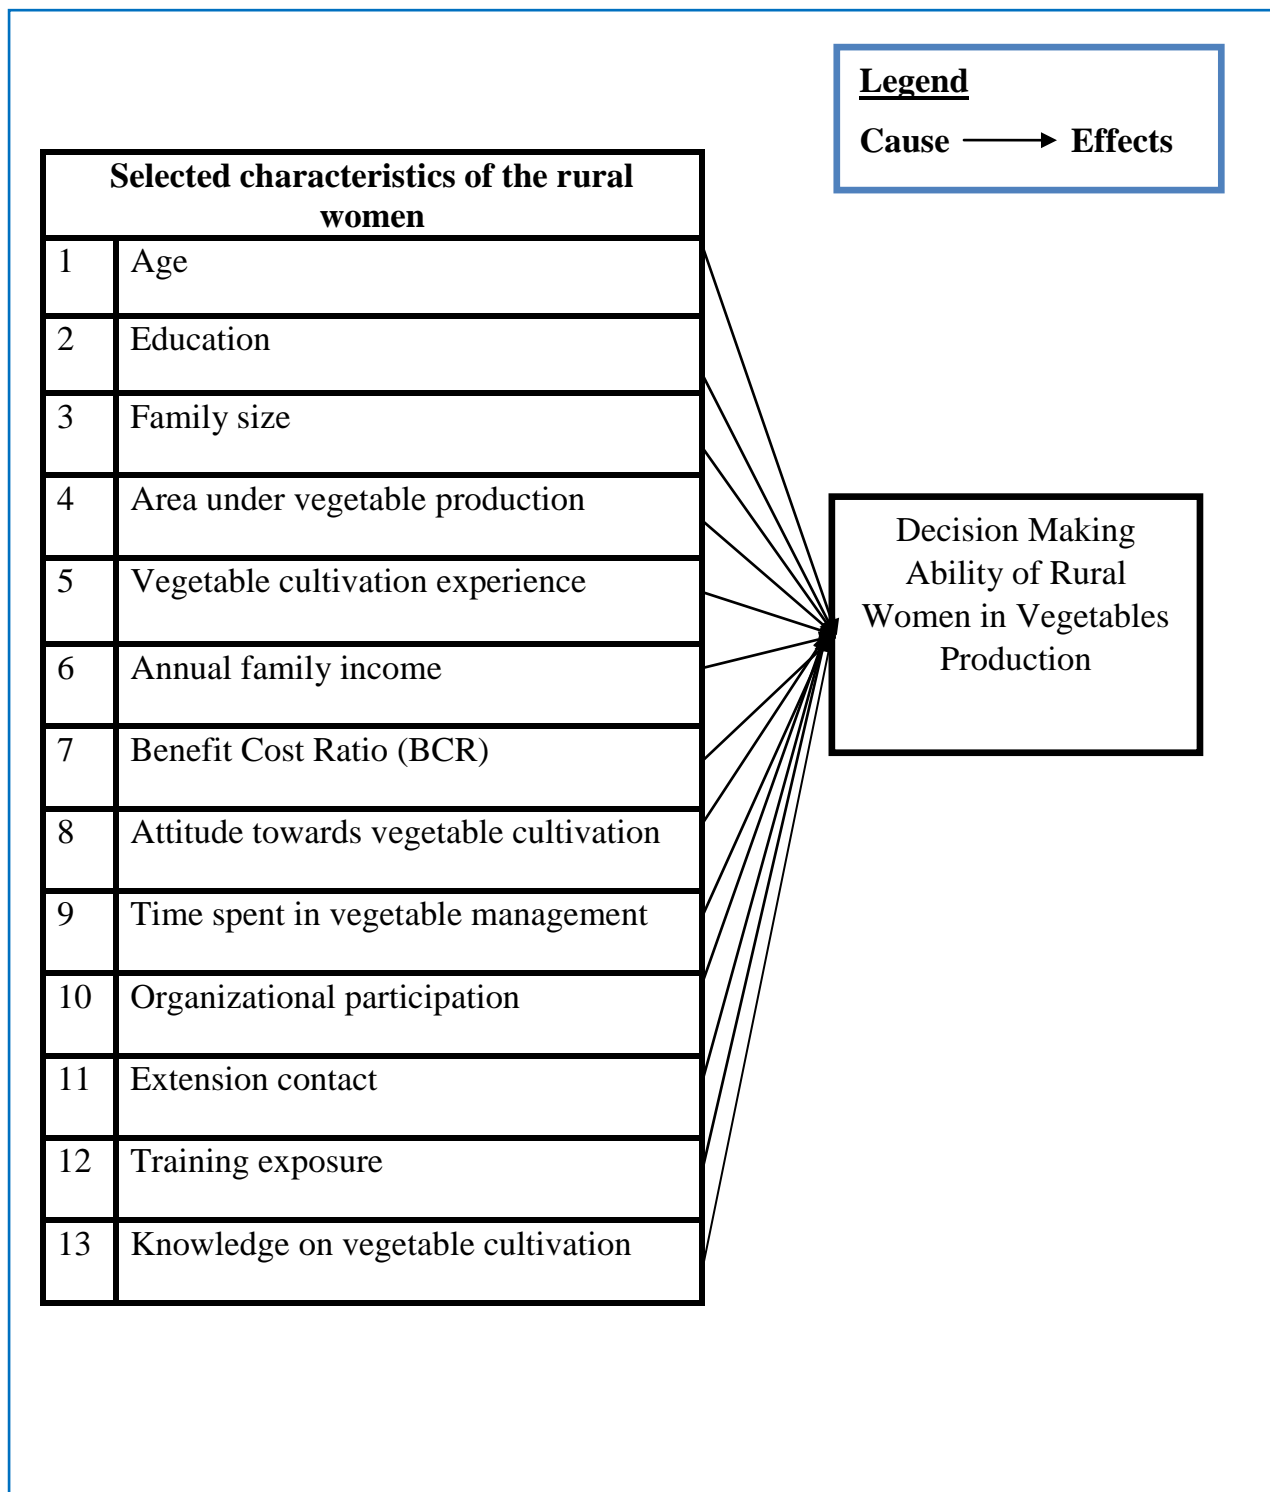 Legend
Cause Effects
Selected characteristics of the rural
women
1 Age
2 Education
3 Family size
4 Area under vegetable production
5 Vegetable cultivation experience
6 Annual family income
7 Benefit Cost Ratio (BCR)
8 Attitude towards vegetable cultivation
9 Time spent in vegetable management
10 Organizational participation
11 Extension contact
12 Training exposure
13 Knowledge on vegetable cultivation
Decision Making
Ability of Rural
Women in Vegetables
Production